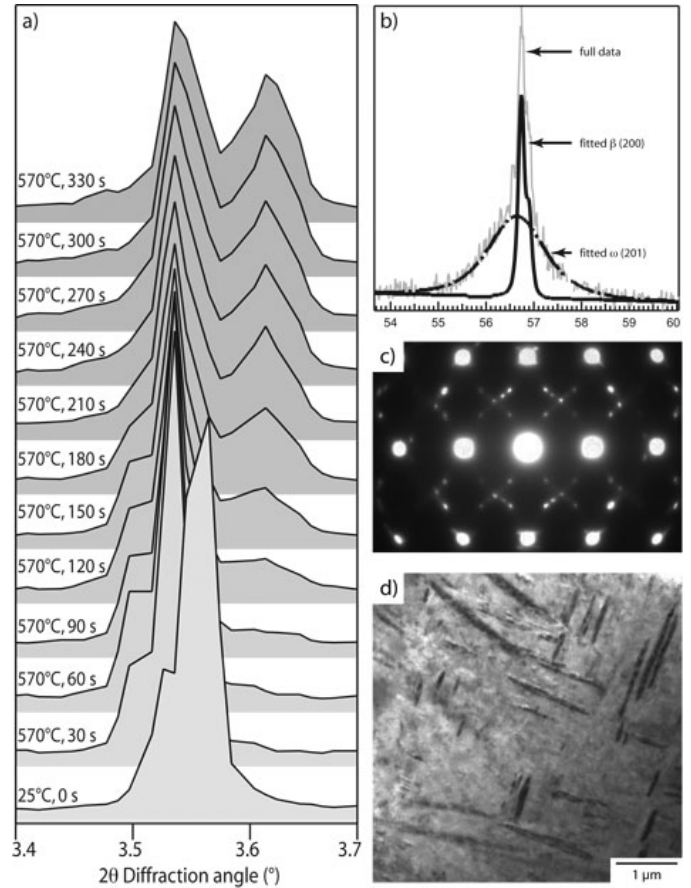 a)
570°C, 330 s
570°C, 300 s
570°C, 270 s
570°C, 240 s
570°C, 210 s
570°C, 180 s
570°C, 150 s
570°C, 120 s
570°C, 90 s
570°C, 60 s
570°C, 30 s
25°C, 0 s
3.4 3.5 3.6 3.7
2θ Diffraction angle (°)
b)
full data
fitted β (200)
fitted ω (201)
54 55 56 57 58 59 60
c)
d)
1 μm